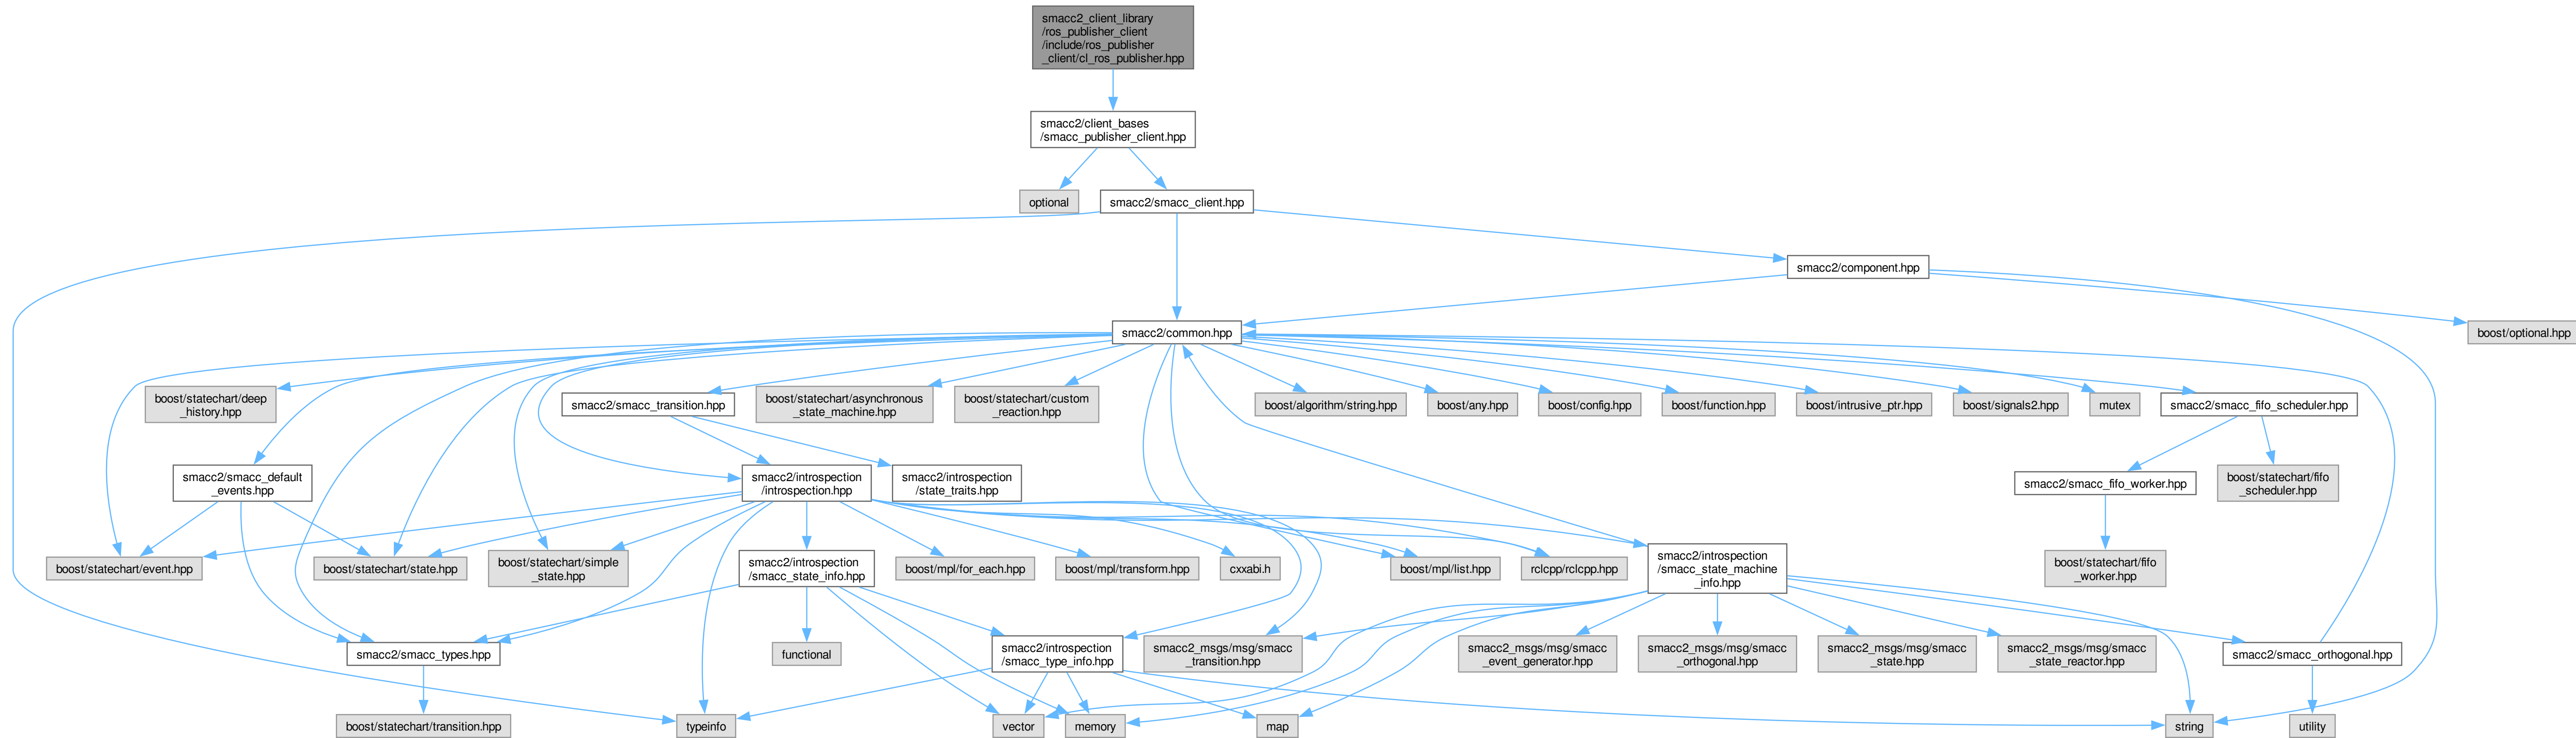 smacc2_client_library
/ros_publisher_client
/include/ros_publisher
_client/cl_ros_publisher.hpp
smacc2/client_bases
/smacc_publisher_client.hpp
optional
smacc2/smacc_client.hpp
smacc2/component.hpp
smacc2/common.hpp
boost/optional.hpp
boost/statechart/deep
_history.hpp
smacc2/smacc_transition.hpp
boost/statechart/asynchronous
_state_machine.hpp
boost/statechart/custom
_reaction.hpp
boost/algorithm/string.hpp
boost/any.hpp
boost/config.hpp
boost/function.hpp
boost/intrusive_ptr.hpp
boost/signals2.hpp
mutex
smacc2/smacc_fifo_scheduler.hpp
smacc2/smacc_default
_events.hpp
smacc2/introspection
/introspection.hpp
smacc2/introspection
/state_traits.hpp
smacc2/smacc_fifo_worker.hpp
boost/statechart/fifo
_scheduler.hpp
boost/statechart/event.hpp
boost/statechart/state.hpp
boost/statechart/simple
_state.hpp
smacc2/introspection
/smacc_state_info.hpp
boost/mpl/for_each.hpp
boost/mpl/transform.hpp
cxxabi.h
boost/mpl/list.hpp
rclcpp/rclcpp.hpp
smacc2/introspection
/smacc_state_machine
_info.hpp
boost/statechart/fifo
_worker.hpp
smacc2/smacc_types.hpp
functional
smacc2/introspection
/smacc_type_info.hpp
smacc2_msgs/msg/smacc
_transition.hpp
smacc2_msgs/msg/smacc
_event_generator.hpp
smacc2_msgs/msg/smacc
_orthogonal.hpp
smacc2_msgs/msg/smacc
_state.hpp
smacc2_msgs/msg/smacc
_state_reactor.hpp
smacc2/smacc_orthogonal.hpp
boost/statechart/transition.hpp
typeinfo
vector
memory
map
string
utility